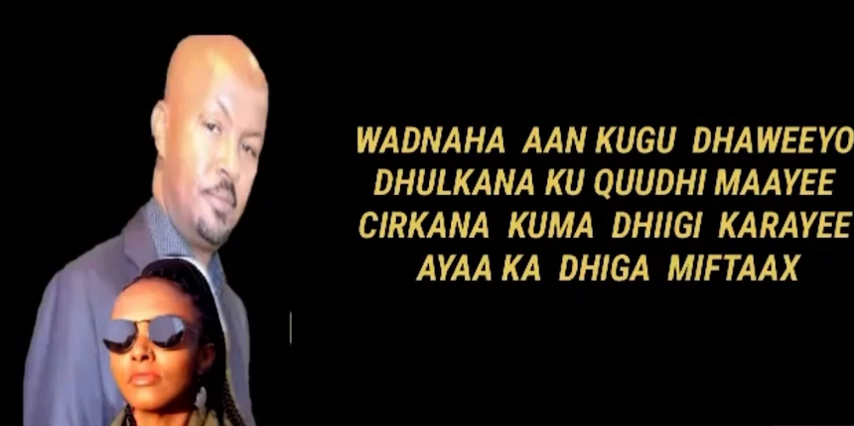 WADNAHA AAN KUGU DHAWEEYO
DHULKANA KU QUUDHI MAAYEE
CIRKANA KUMA DHIIGI KARAYEE
AYAA KA DHIGA MIFTAAX